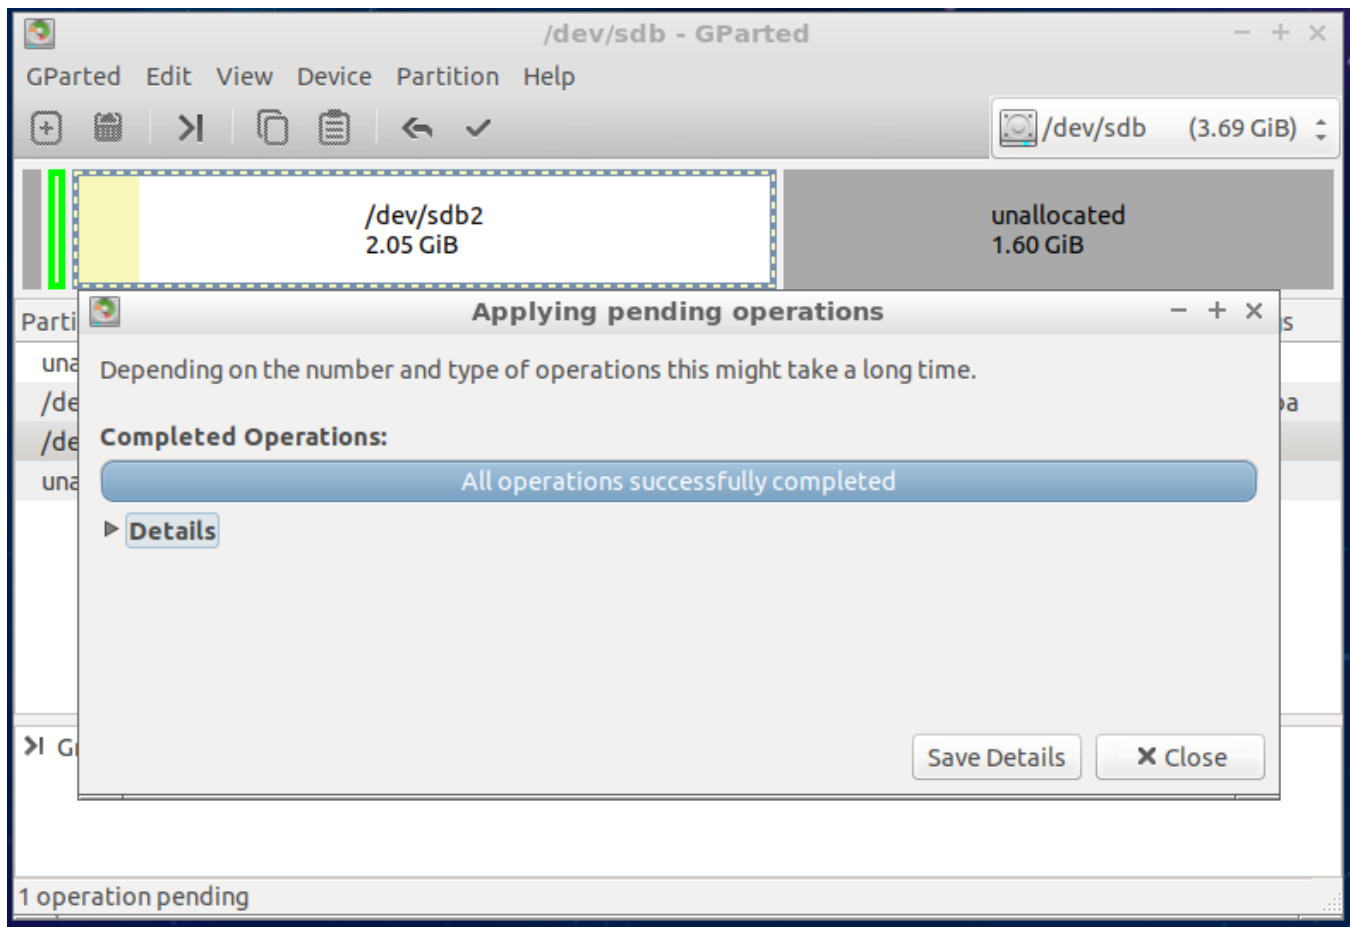 /dev/sdb - GParted
GParted Edit View Device Partition Help
/dev/sdb (3.69 GiB)
/dev/sdb2
2.05 GiB
unallocated
1.60 GiB
Applying pending operations
Depending on the number and type of operations this might take a long time.
Completed Operations:
All operations successfully completed
Details
Save Details
Close
1 operation pending